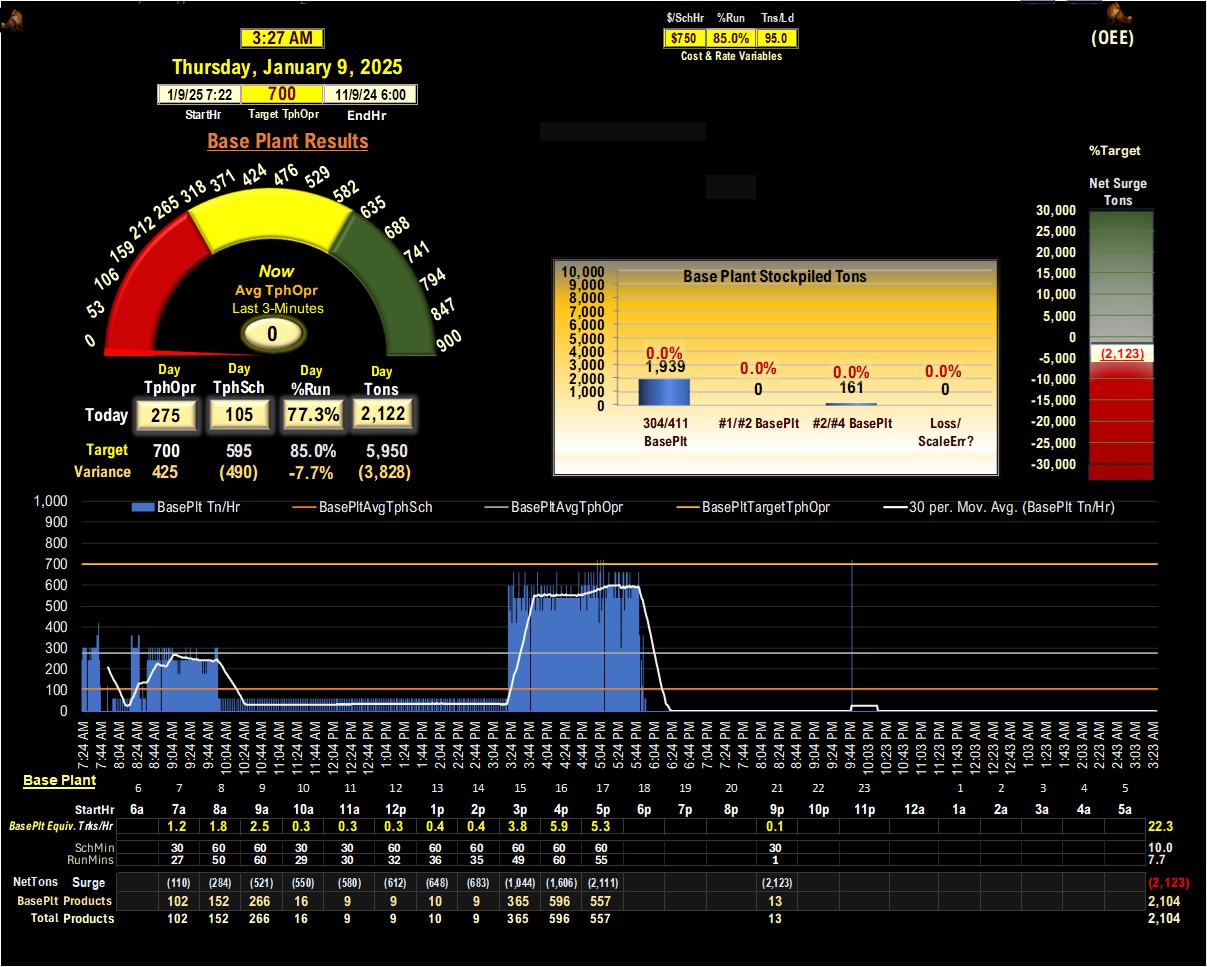 $/SchHr %Run Tns/Ld
3:27 AM
$750 85.0% 95.0
(OEE)
Cost & Rate Variables
Thursday, January 9, 2025
1/9/25 7:22 700 11/9/24 6:00
StartHr Target TphOpr EndHr
Base Plant Results
%Target
Net Surge
Tons
0 53 106 159 212 265 318 371 424 476 529 582 635 688 741 794 847 900
Now
Avg TphOpr
Last 3-Minutes
0
Day Day Day Day
TphOpr TphSch %Run Tons
Today 275 105 77.3% 2,122
Target 700 595 85.0% 5,950
Variance 425 (490) -7.7% (3,828)
Base Plant Stockpiled Tons
10,000
9,000
8,000
7,000
6,000
5,000
4,000
3,000
2,000
1,000
0
0.0% 0.0% 0.0% 0.0%
1,939 0 161 0
304/411 #1/#2 BasePlt #2/#4 BasePlt Loss/
BasePlt ScaleErr?
30,000
25,000
20,000
15,000
10,000
5,000
0
-5,000
(2,123)
-10,000
-15,000
-20,000
-25,000
-30,000
BasePlt Tn/Hr BasePltAvgTphSch BasePltAvgTphOpr BasePltTargetTphOpr 30 per. Mov. Avg. (BasePlt Tn/Hr)
1,000
900
800
700
600
500
400
300
200
100
0
7:24 AM 7:44 AM 8:04 AM 8:24 AM 8:44 AM 9:04 AM 9:24 AM 9:44 AM 10:04 AM 10:24 AM 10:44 AM 11:04 AM 11:24 AM 11:44 AM 12:04 PM 12:24 PM 12:44 PM 1:04 PM 1:24 PM 1:44 PM 2:04 PM 2:24 PM 2:44 PM 3:04 PM 3:24 PM 3:44 PM 4:04 PM 4:24 PM 4:44 PM 5:04 PM 5:24 PM 5:44 PM 6:04 PM 6:24 PM 6:44 PM 7:04 PM 7:24 PM 7:44 PM 8:04 PM 8:24 PM 8:44 PM 9:04 PM 9:24 PM 9:44 PM 10:03 PM 10:23 PM 10:43 PM 11:03 PM 11:23 PM 11:43 PM 12:03 AM 12:23 AM 12:43 AM 1:03 AM 1:23 AM 1:43 AM 2:03 AM 2:23 AM 2:43 AM 3:03 AM 3:23 AM
Base Plant
6 7 8 9 10 11 12 13 14 15 16 17 18 19 20 21 22 23 1 2 3 4 5
StartHr 6a 7a 8a 9a 10a 11a 12p 1p 2p 3p 4p 5p 6p 7p 8p 9p 10p 11p 12a 1a 2a 3a 4a 5a
BasePlt Equiv. Trks/Hr 1.2 1.8 2.5 0.3 0.3 0.3 0.4 0.4 3.8 5.9 5.3 0.1 22.3
SchMin 30 60 60 30 30 60 60 60 60 60 60 30 10.0
RunMins 27 50 60 29 30 32 36 35 49 60 55 1 7.7
NetTons Surge (110) (284) (521) (550) (580) (612) (648) (683) (1,044) (1,606) (2,111) (2,123) (2,123)
BasePlt Products 102 152 266 16 9 9 10 9 365 596 557 13 2,104
Total Products 102 152 266 16 9 9 10 9 365 596 557 13 2,104